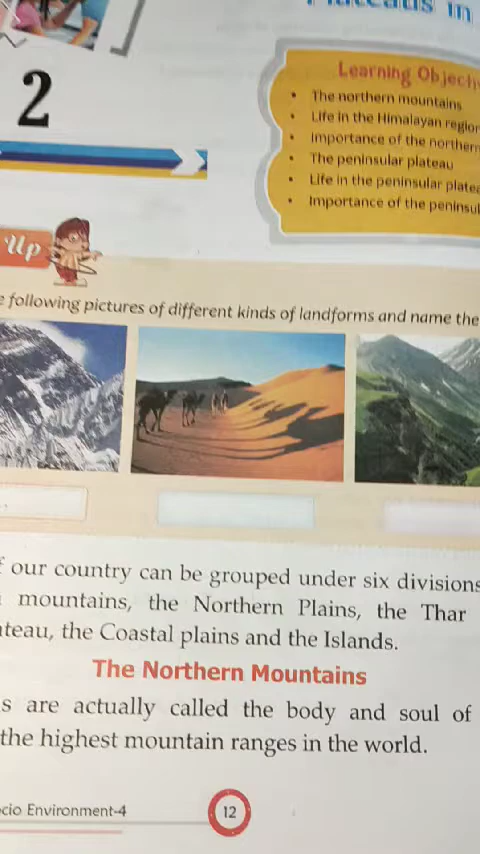 in
2
Learning
• The northern mountains
• Life in the Himalayan region
• Importance of the northern
• The peninsular plateau
• Life in the peninsular
• Importance of the
Up
following pictures of different kinds of landforms and name the
our country can be grouped under six divisions
mountains, the Northern Plains, the Thar
the Coastal plains and the Islands.
The Northern Mountains
are actually called the body and soul of
the highest mountain ranges in the world.
Environment-4
12